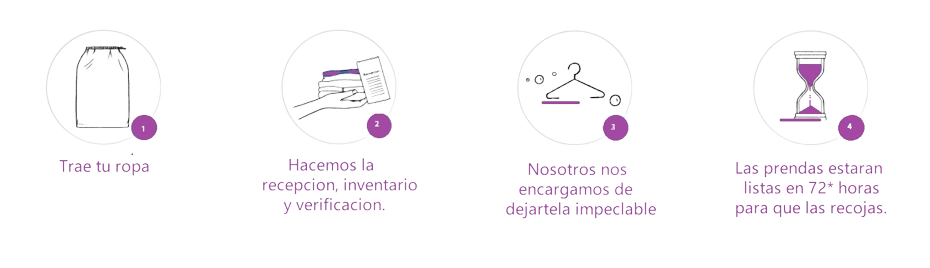 1
Trae tu ropa
2
Hacemos la
recepcion, inventario
y verificacion.
3
Nosotros nos
encargamos de
dejartela impeclable
4
Las prendas estaran
listas en 72* horas
para que las recojas.